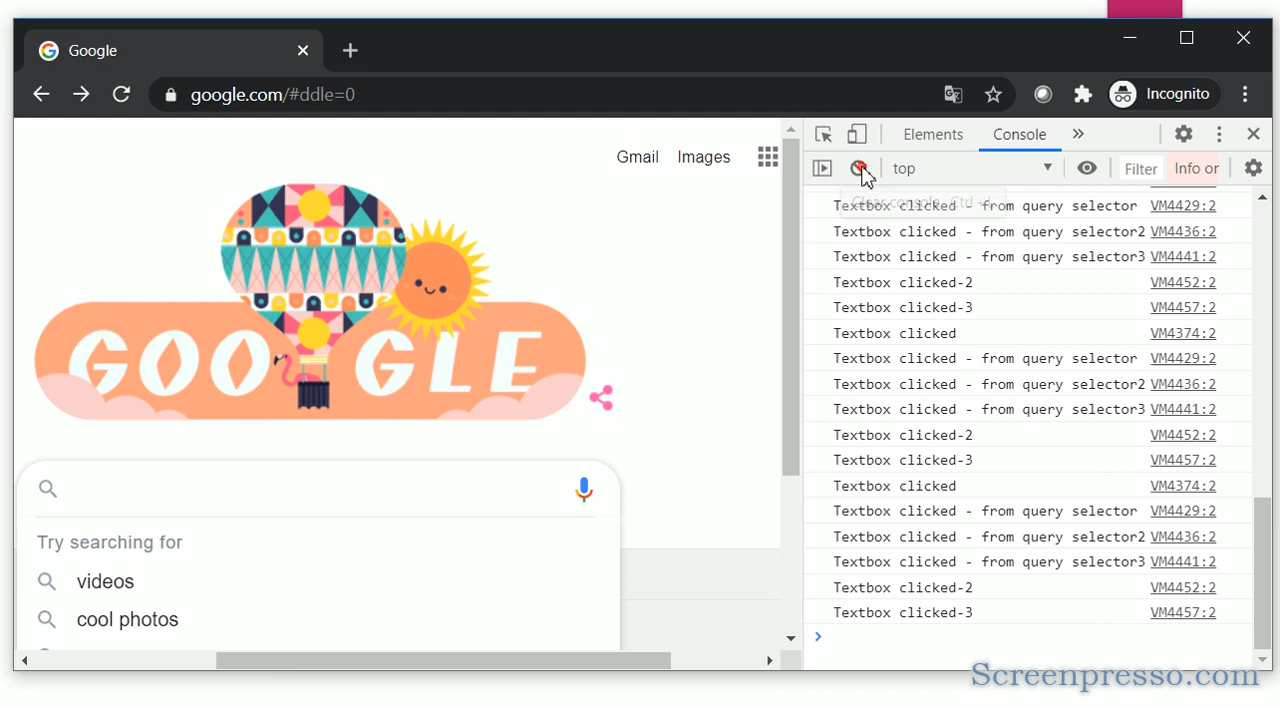 Google
google.com/#ddle=0
Incognito
Gmail Images
GOOGLE
Try searching for
videos
cool photos
Elements Console
top Filter Info or
Clear console Ctrl + L
Textbox clicked - from query selector VM4429:2
Textbox clicked - from query selector2 VM4436:2
Textbox clicked - from query selector3 VM4441:2
Textbox clicked-2 VM4452:2
Textbox clicked-3 VM4457:2
Textbox clicked VM4374:2
Textbox clicked - from query selector VM4429:2
Textbox clicked - from query selector2 VM4436:2
Textbox clicked - from query selector3 VM4441:2
Textbox clicked-2 VM4452:2
Textbox clicked-3 VM4457:2
Textbox clicked VM4374:2
Textbox clicked - from query selector VM4429:2
Textbox clicked - from query selector2 VM4436:2
Textbox clicked - from query selector3 VM4441:2
Textbox clicked-2 VM4452:2
Textbox clicked-3 VM4457:2
Screenpresso.com